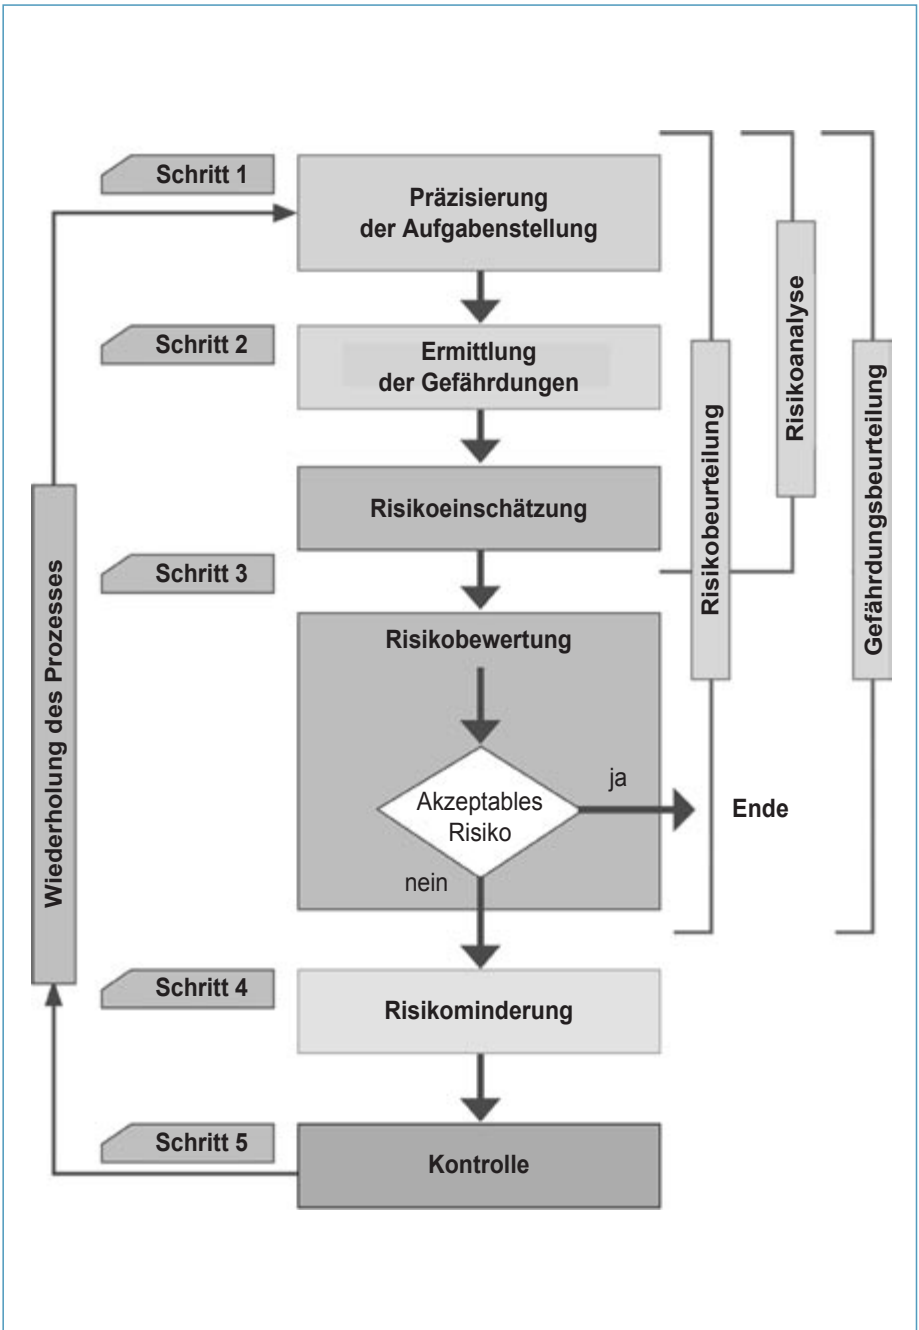 Schritt 1
Präzisierung
der Aufgabenstellung
Schritt 2
Ermittlung
der Gefährdungen
Risikoeinschätzung
Schritt 3
Risikobewertung
Akzeptables
Risiko
ja
Ende
nein
Schritt 4
Risikominderung
Schritt 5
Kontrolle
Wiederholung des Prozesses
Risikobeurteilung
Risikoanalyse
Gefährdungsbeurteilung